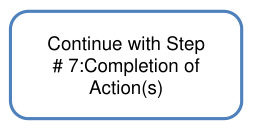 Continue with Step
# 7:Completion of
Action(s)